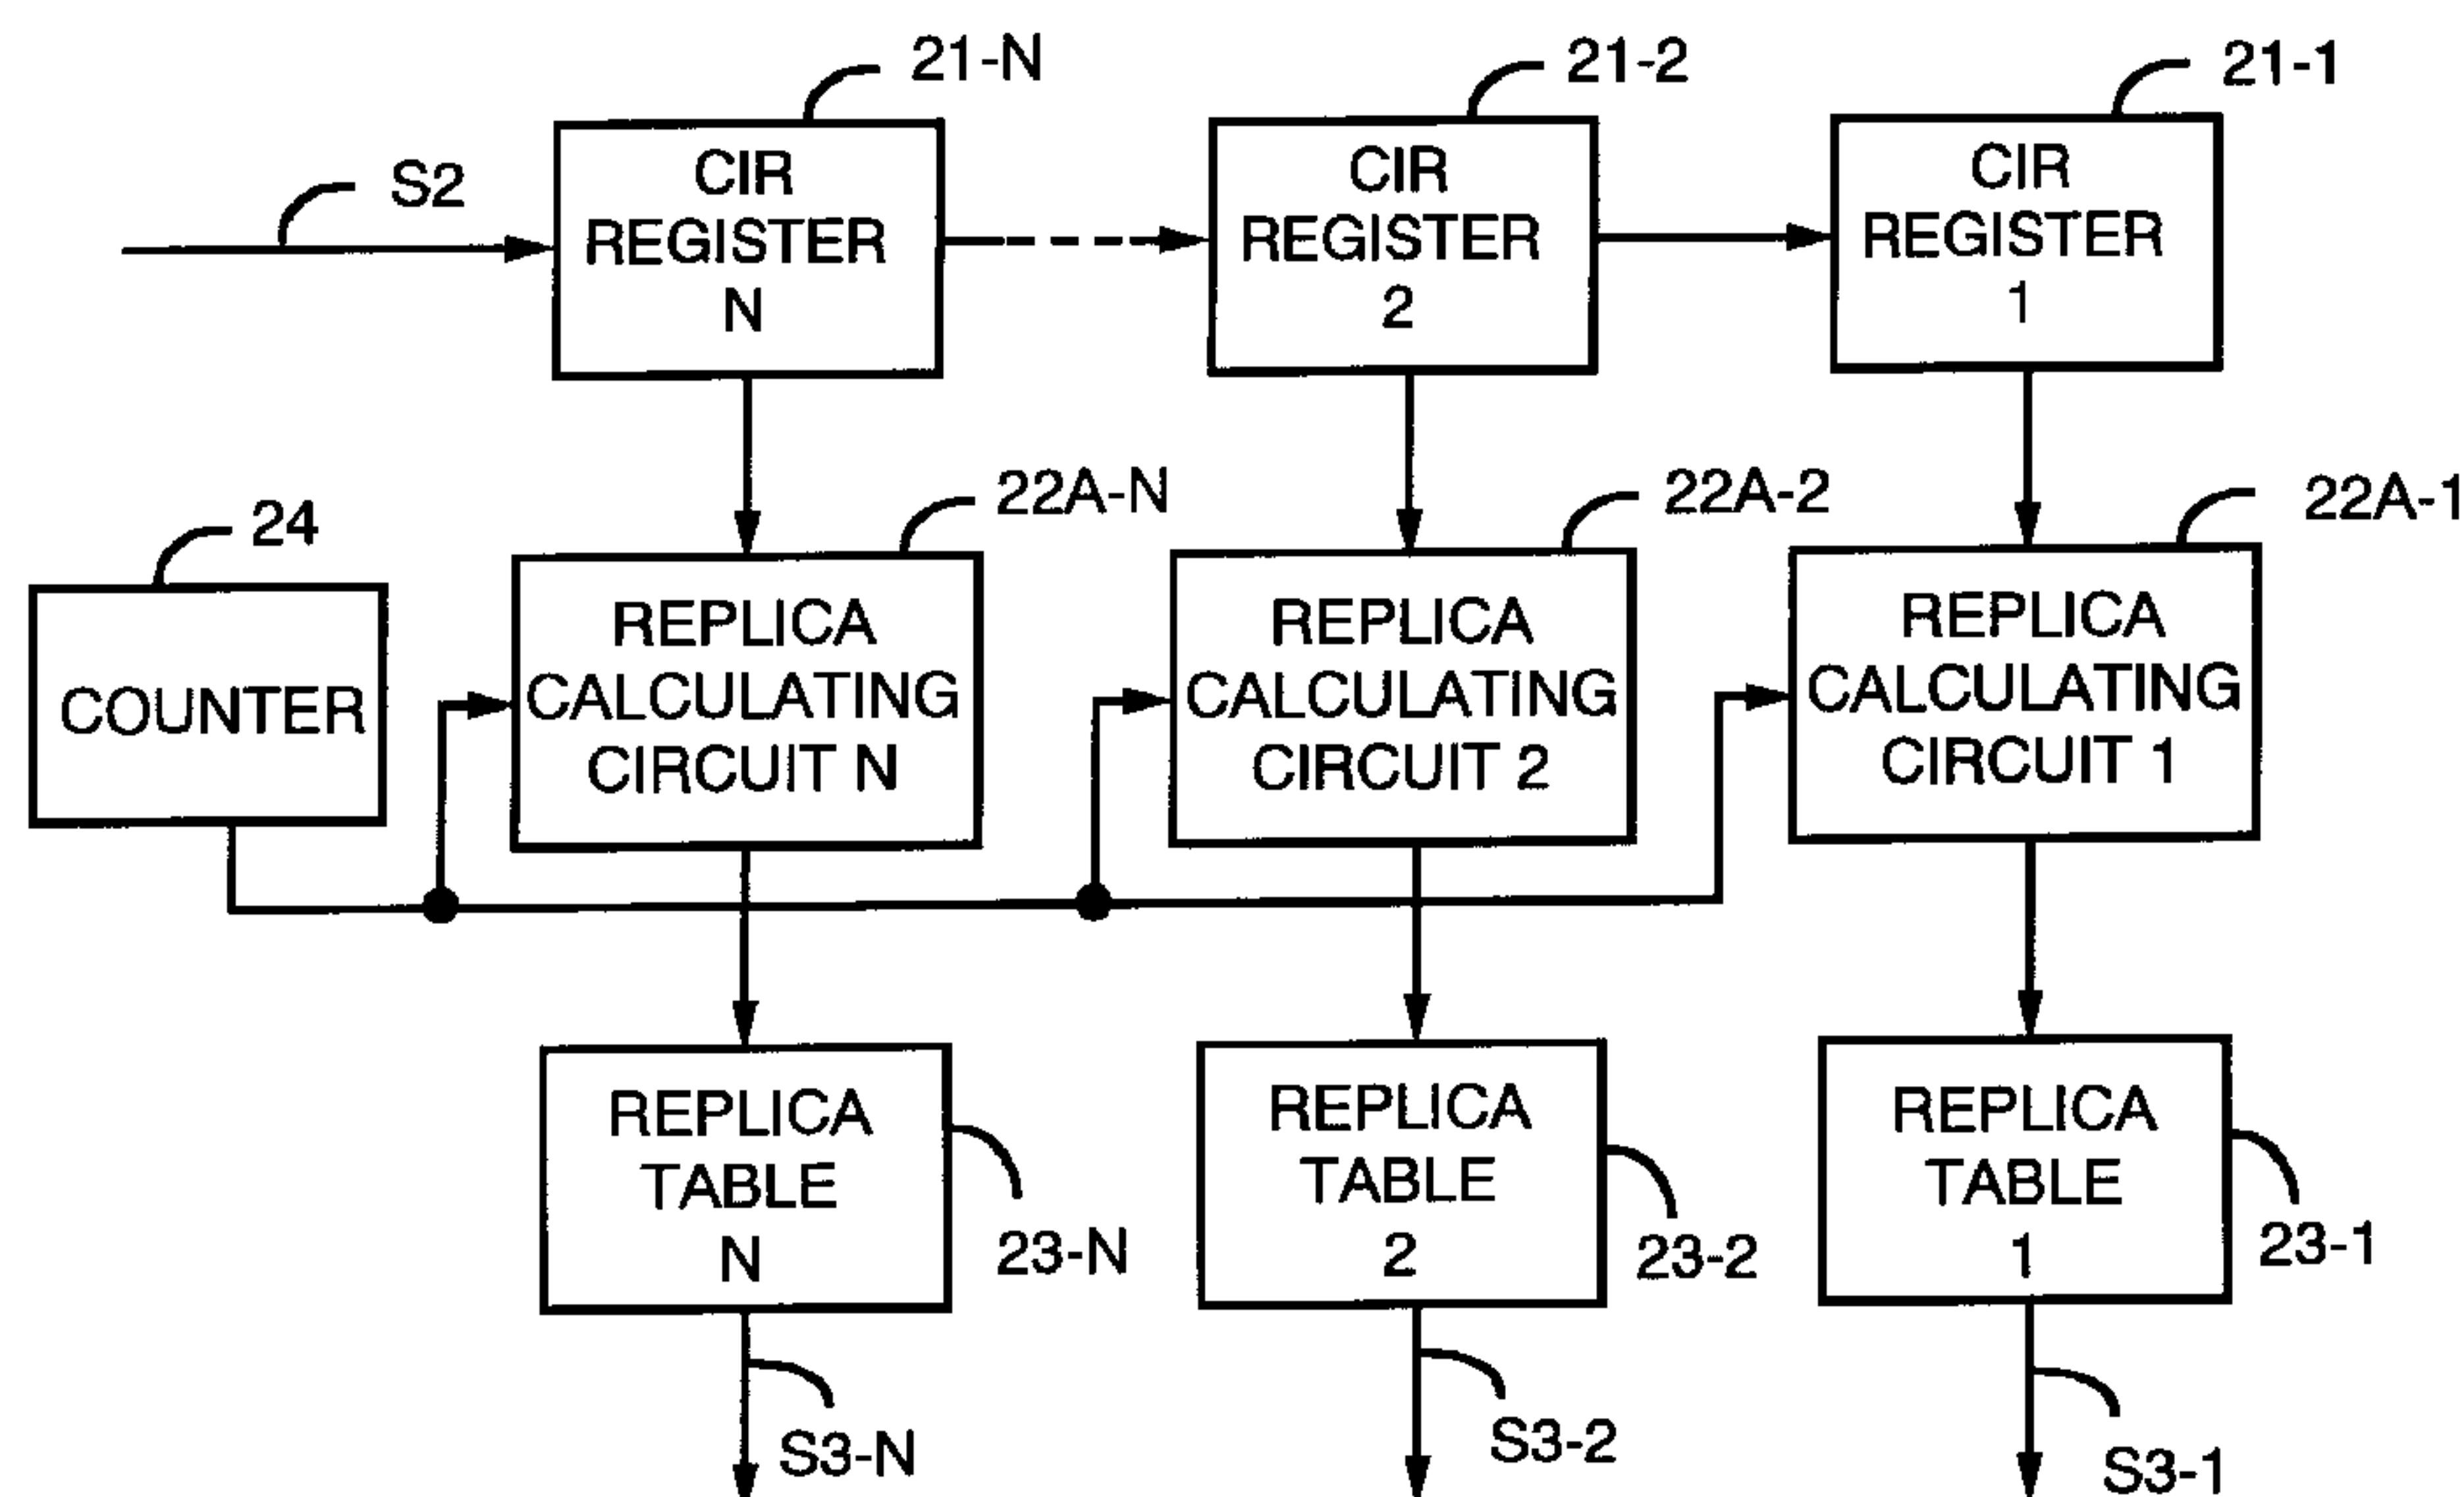 21-N
21-2
21-1
S2
CIR
REGISTER
N
CIR
REGISTER
2
CIR
REGISTER
1
24
22A-N
22A-2
22A-1
COUNTER
REPLICA
CALCULATING
CIRCUIT N
REPLICA
CALCULATING
CIRCUIT 2
REPLICA
CALCULATING
CIRCUIT 1
REPLICA
TABLE
N
23-N
REPLICA
TABLE
2
23-2
REPLICA
TABLE
1
23-1
S3-N
S3-2
S3-1